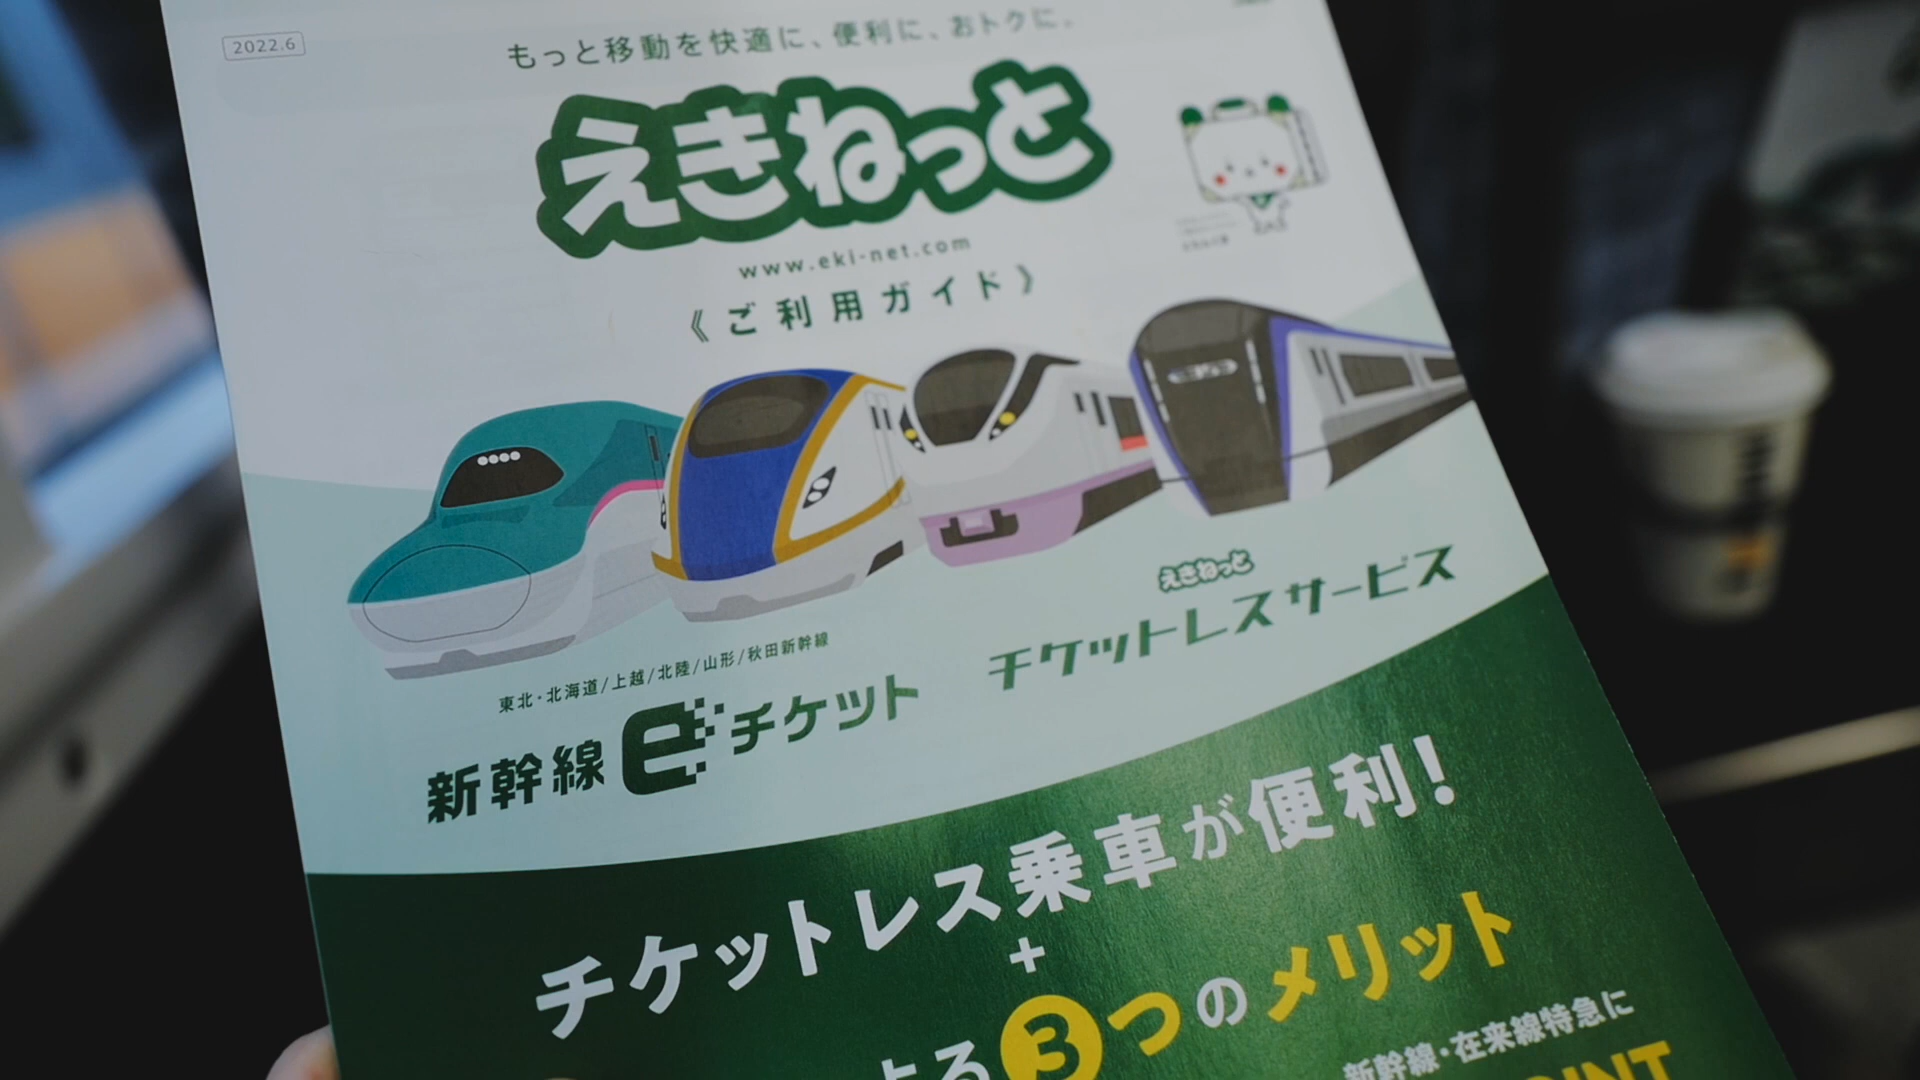 2022.6
もっと移動を快適に、便利に、おトクに。
えきねっと
www.eki-net.com
《ご利用ガイド》
東北・北海道/上越/北陸/山形/秋田新幹線
新幹線eチケット
えきねっと
チケットレスサービス
チケットレス乗車が便利!
+
よる3つのメリット
新幹線・在来線特急に